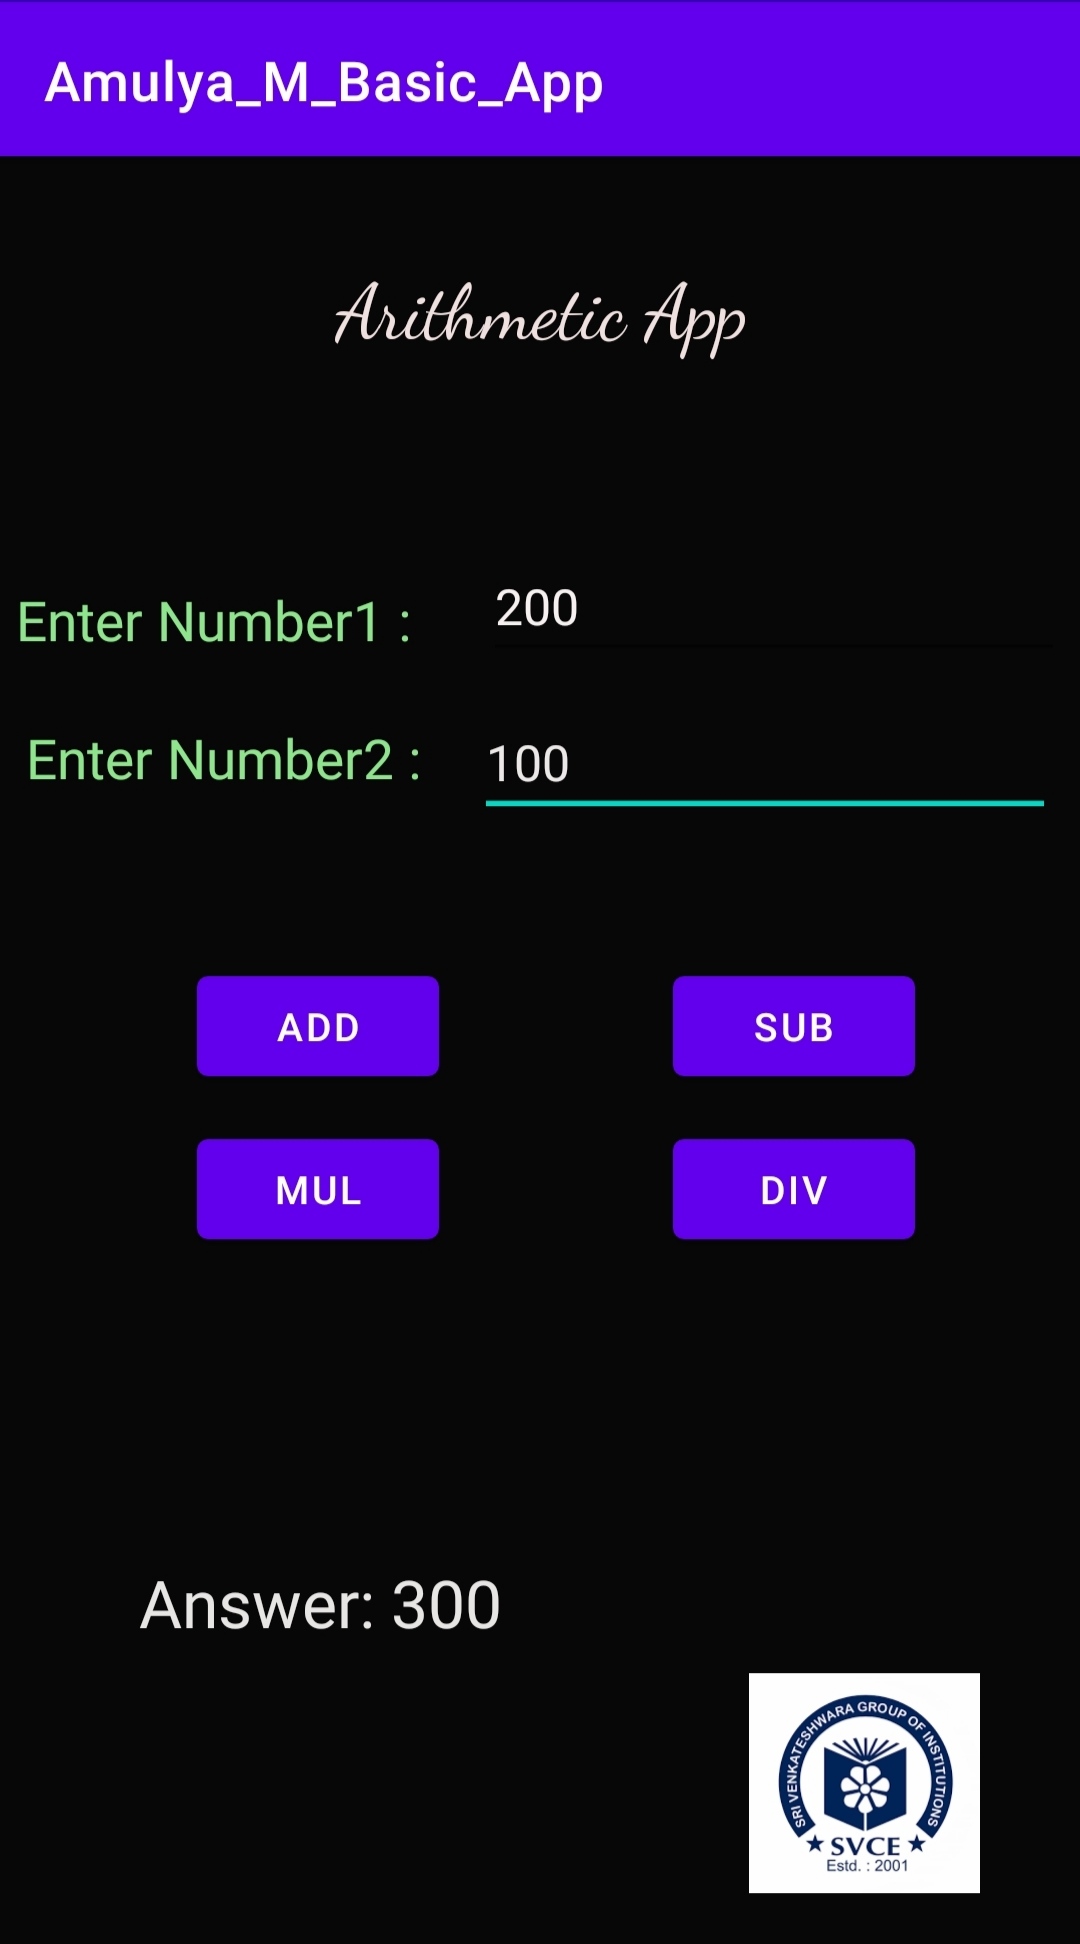 Amulya_M_Basic_App
Arithmetic App
Enter Number1 : 200
Enter Number2 : 100
ADD SUB
MUL DIV
Answer: 300
SRI VENKATESHWARA GROUP OF INSTITUTIONS
★ SVCE ★
Estd. : 2001